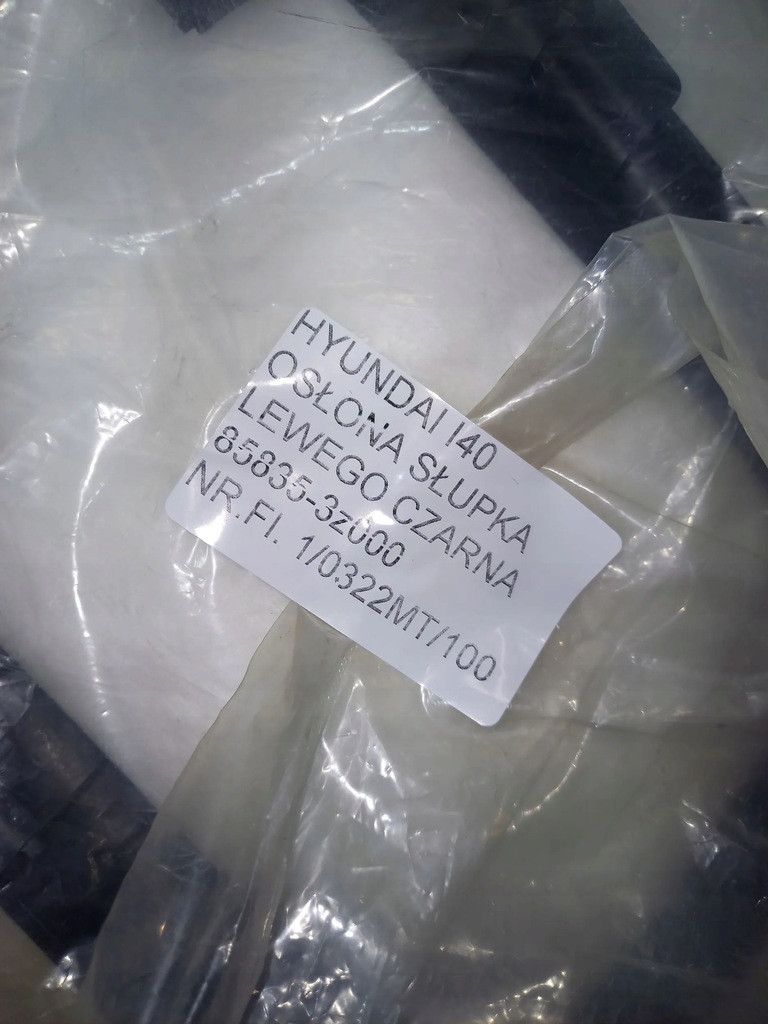 HYUNDAI I40
OSŁONA SŁUPKA
LEWEGO CZARNA
85835-3z000
NR.FI. 1/0322MT/100